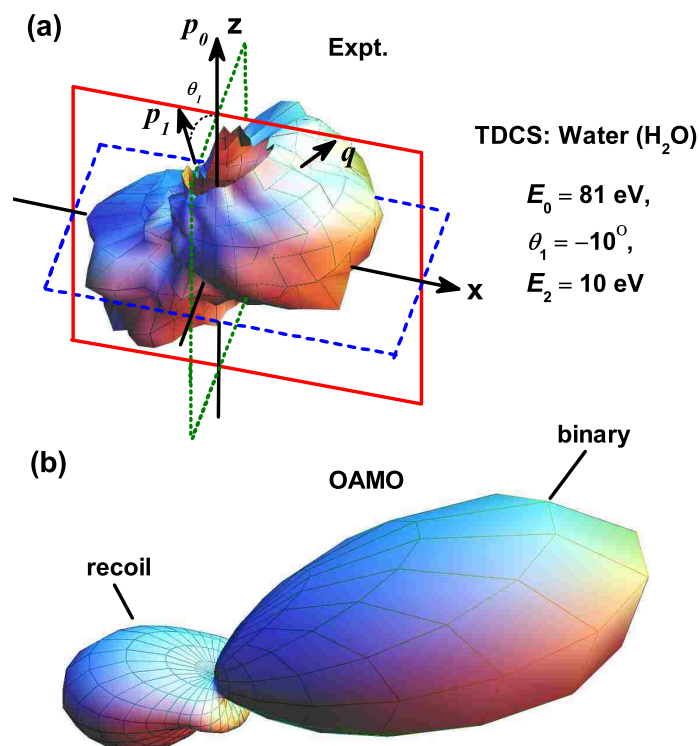 (a)
p₀ z
Expt.
θ₁
p₁
q
x
TDCS: Water (H₂O)
E₀ = 81 eV,
θ₁ = −10°,
E₂ = 10 eV
(b)
binary
OAMO
recoil